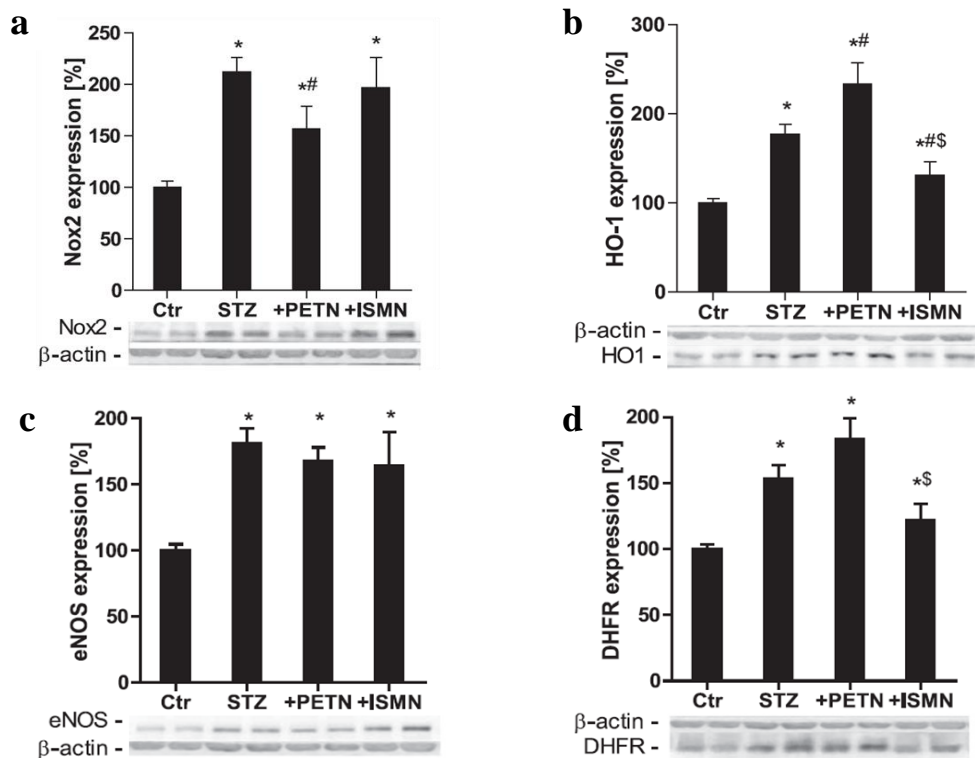 a
Nox2 expression [%]
250
200
150
100
50
0
*
*#
*
Ctr STZ +PETN +ISMN
Nox2 -
β-actin -
b
HO-1 expression [%]
300
200
100
0
*
*#
*#$
Ctr STZ +PETN +ISMN
β-actin -
HO1 -
c
eNOS expression [%]
200
150
100
50
0
*
*
*
Ctr STZ +PETN +ISMN
eNOS -
β-actin -
d
DHFR expression [%]
200
150
100
50
0
*
*
*$
Ctr STZ +PETN +ISMN
β-actin -
DHFR -